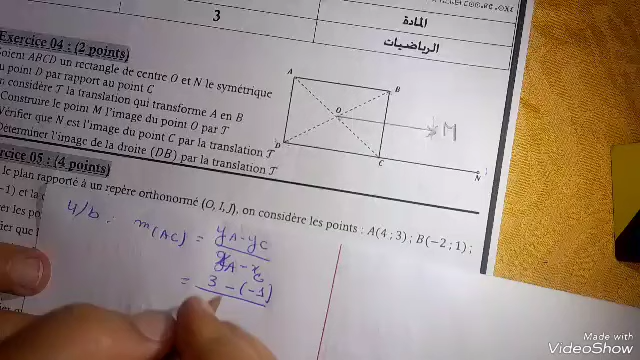 3
المادة
الرياضيات
Exercice 04 : (2 points)
Soient ABCD un rectangle de centre O et N le symétrique
du point D par rapport au point C
on considère T la translation qui transforme A en B
Construire le point M l'image du point O par T
Vérifier que N est l'image du point C par la translation T
Déterminer l'image de la droite (DB) par la translation T
A
B
O
M
D
C
N
rcice 05 : (4 points)
le plan rapporté à un repère orthonormé (O, I, J), on considère les points : A(4 ; 3) ; B(−2 ; 1) ;
−1) et la
4/b :
m(AC) = yA - yC
xA - xC
= 3 - (-1)
Made with
VideoShow